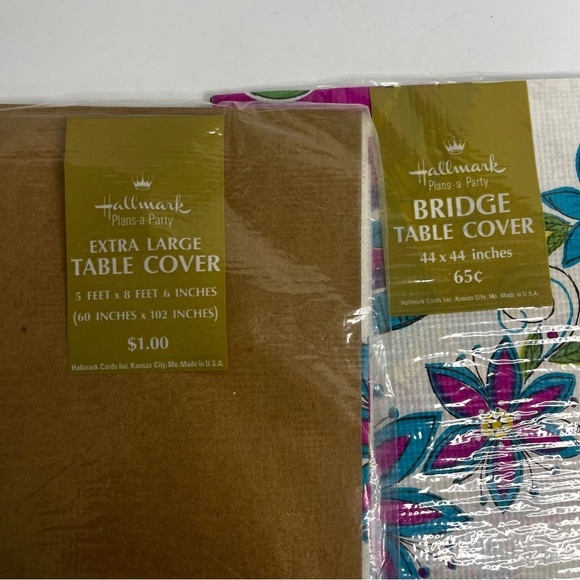 Hallmark
Plans-a-Party
EXTRA LARGE
TABLE COVER
5 FEET x 8 FEET 6 INCHES
(60 INCHES x 102 INCHES)
$1.00
Hallmark Cards Inc. Kansas City, Mo. Made in U.S.A.
Hallmark
Plans-a-Party
BRIDGE
TABLE COVER
44 x 44 inches
65¢
Hallmark Cards Inc. Kansas City, Mo. Made in U.S.A.